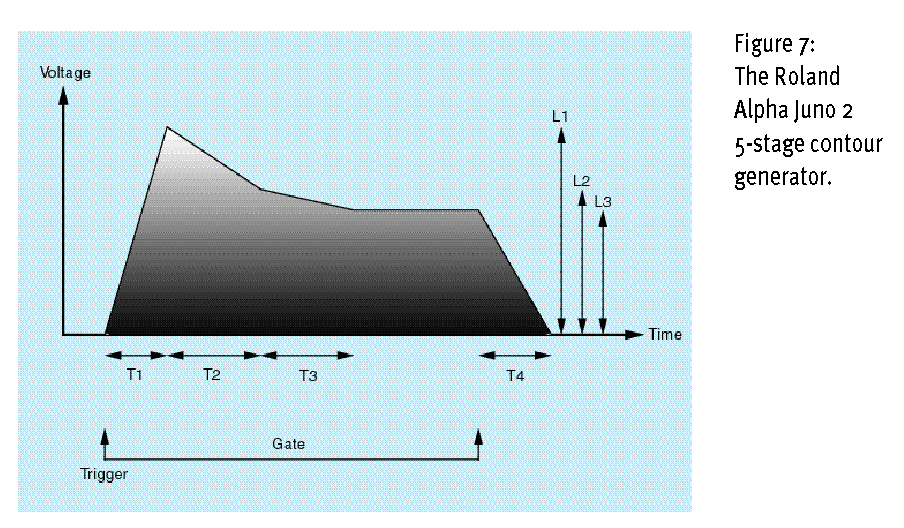 Figure 7:
The Roland
Alpha Juno 2
5-stage contour
generator.
Voltage
L1
L2
L3
Time
T1
T2
T3
T4
Gate
Trigger